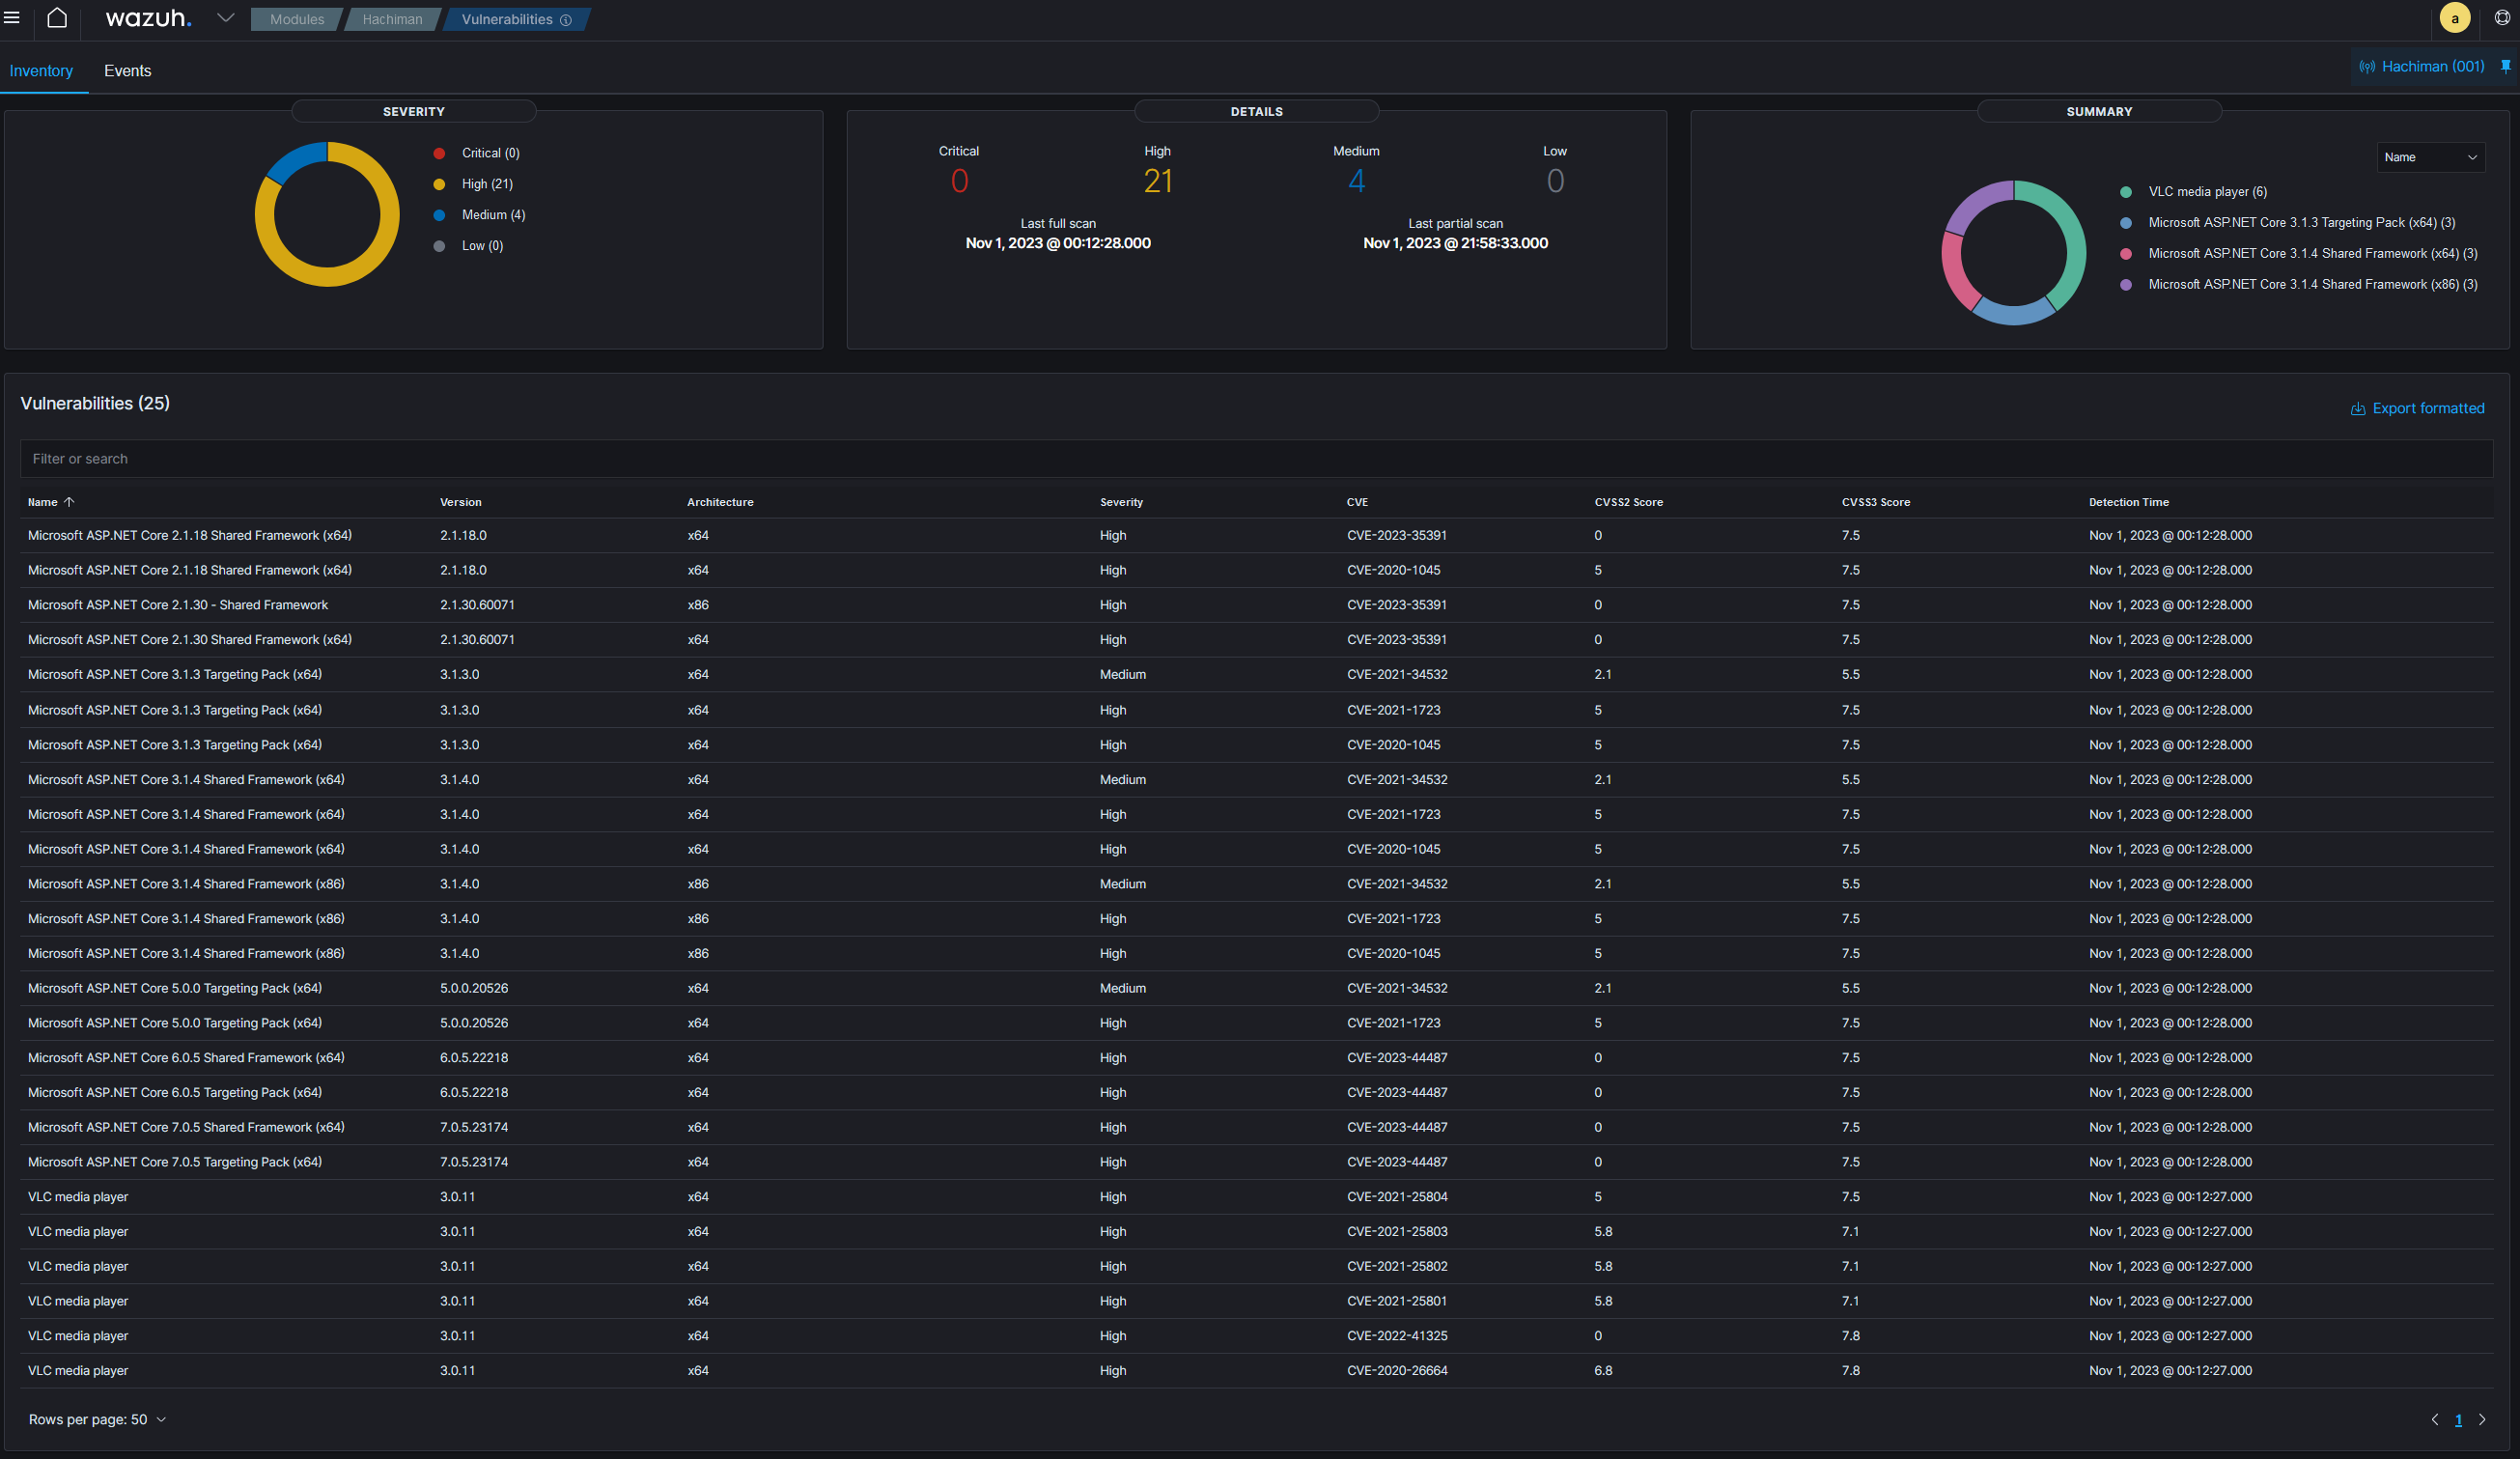 wazuh.
Modules
Hachiman
Vulnerabilities
a
Inventory
Events
Hachiman (001)
SEVERITY
Critical (0)
High (21)
Medium (4)
Low (0)
DETAILS
Critical High Medium Low
0 21 4 0
Last full scan Last partial scan
Nov 1, 2023 @ 00:12:28.000 Nov 1, 2023 @ 21:58:33.000
SUMMARY
Name
VLC media player (6)
Microsoft ASP.NET Core 3.1.3 Targeting Pack (x64) (3)
Microsoft ASP.NET Core 3.1.4 Shared Framework (x64) (3)
Microsoft ASP.NET Core 3.1.4 Shared Framework (x86) (3)
Vulnerabilities (25)
Export formatted
Filter or search
Name Version Architecture Severity CVE CVSS2 Score CVSS3 Score Detection Time
Microsoft ASP.NET Core 2.1.18 Shared Framework (x64) 2.1.18.0 x64 High CVE-2023-35391 0 7.5 Nov 1, 2023 @ 00:12:28.000
Microsoft ASP.NET Core 2.1.18 Shared Framework (x64) 2.1.18.0 x64 High CVE-2020-1045 5 7.5 Nov 1, 2023 @ 00:12:28.000
Microsoft ASP.NET Core 2.1.30 - Shared Framework 2.1.30.60071 x86 High CVE-2023-35391 0 7.5 Nov 1, 2023 @ 00:12:28.000
Microsoft ASP.NET Core 2.1.30 Shared Framework (x64) 2.1.30.60071 x64 High CVE-2023-35391 0 7.5 Nov 1, 2023 @ 00:12:28.000
Microsoft ASP.NET Core 3.1.3 Targeting Pack (x64) 3.1.3.0 x64 Medium CVE-2021-34532 2.1 5.5 Nov 1, 2023 @ 00:12:28.000
Microsoft ASP.NET Core 3.1.3 Targeting Pack (x64) 3.1.3.0 x64 High CVE-2021-1723 5 7.5 Nov 1, 2023 @ 00:12:28.000
Microsoft ASP.NET Core 3.1.3 Targeting Pack (x64) 3.1.3.0 x64 High CVE-2020-1045 5 7.5 Nov 1, 2023 @ 00:12:28.000
Microsoft ASP.NET Core 3.1.4 Shared Framework (x64) 3.1.4.0 x64 Medium CVE-2021-34532 2.1 5.5 Nov 1, 2023 @ 00:12:28.000
Microsoft ASP.NET Core 3.1.4 Shared Framework (x64) 3.1.4.0 x64 High CVE-2021-1723 5 7.5 Nov 1, 2023 @ 00:12:28.000
Microsoft ASP.NET Core 3.1.4 Shared Framework (x64) 3.1.4.0 x64 High CVE-2020-1045 5 7.5 Nov 1, 2023 @ 00:12:28.000
Microsoft ASP.NET Core 3.1.4 Shared Framework (x86) 3.1.4.0 x86 Medium CVE-2021-34532 2.1 5.5 Nov 1, 2023 @ 00:12:28.000
Microsoft ASP.NET Core 3.1.4 Shared Framework (x86) 3.1.4.0 x86 High CVE-2021-1723 5 7.5 Nov 1, 2023 @ 00:12:28.000
Microsoft ASP.NET Core 3.1.4 Shared Framework (x86) 3.1.4.0 x86 High CVE-2020-1045 5 7.5 Nov 1, 2023 @ 00:12:28.000
Microsoft ASP.NET Core 5.0.0 Targeting Pack (x64) 5.0.0.20526 x64 Medium CVE-2021-34532 2.1 5.5 Nov 1, 2023 @ 00:12:28.000
Microsoft ASP.NET Core 5.0.0 Targeting Pack (x64) 5.0.0.20526 x64 High CVE-2021-1723 5 7.5 Nov 1, 2023 @ 00:12:28.000
Microsoft ASP.NET Core 6.0.5 Shared Framework (x64) 6.0.5.22218 x64 High CVE-2023-44487 0 7.5 Nov 1, 2023 @ 00:12:28.000
Microsoft ASP.NET Core 6.0.5 Targeting Pack (x64) 6.0.5.22218 x64 High CVE-2023-44487 0 7.5 Nov 1, 2023 @ 00:12:28.000
Microsoft ASP.NET Core 7.0.5 Shared Framework (x64) 7.0.5.23174 x64 High CVE-2023-44487 0 7.5 Nov 1, 2023 @ 00:12:28.000
Microsoft ASP.NET Core 7.0.5 Targeting Pack (x64) 7.0.5.23174 x64 High CVE-2023-44487 0 7.5 Nov 1, 2023 @ 00:12:28.000
VLC media player 3.0.11 x64 High CVE-2021-25804 5 7.5 Nov 1, 2023 @ 00:12:27.000
VLC media player 3.0.11 x64 High CVE-2021-25803 5.8 7.1 Nov 1, 2023 @ 00:12:27.000
VLC media player 3.0.11 x64 High CVE-2021-25802 5.8 7.1 Nov 1, 2023 @ 00:12:27.000
VLC media player 3.0.11 x64 High CVE-2021-25801 5.8 7.1 Nov 1, 2023 @ 00:12:27.000
VLC media player 3.0.11 x64 High CVE-2022-41325 0 7.8 Nov 1, 2023 @ 00:12:27.000
VLC media player 3.0.11 x64 High CVE-2020-26664 6.8 7.8 Nov 1, 2023 @ 00:12:27.000
Rows per page: 50
1